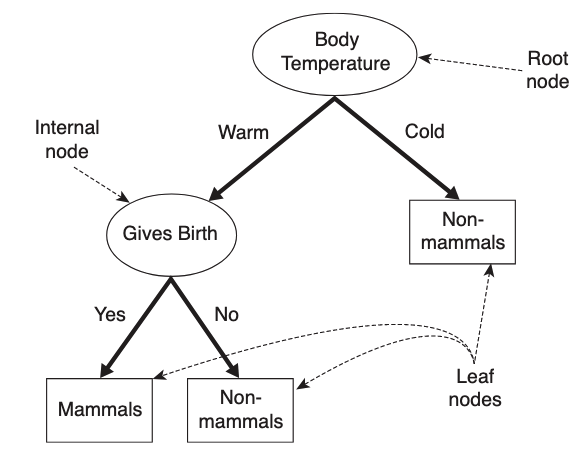 Body
Temperature
Root
node
Internal
node
Warm
Cold
Gives Birth
Non-
mammals
Yes
No
Mammals
Non-
mammals
Leaf
nodes